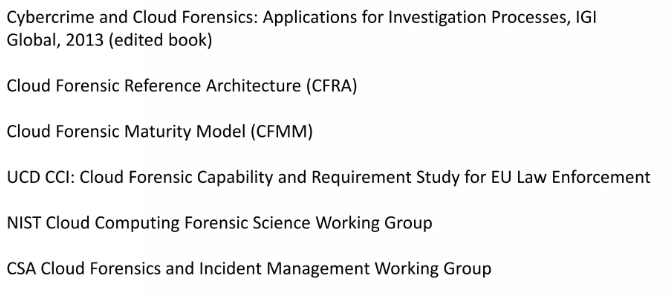 Cybercrime and Cloud Forensics: Applications for Investigation Processes, IGI
Global, 2013 (edited book)
Cloud Forensic Reference Architecture (CFRA)
Cloud Forensic Maturity Model (CFMM)
UCD CCI: Cloud Forensic Capability and Requirement Study for EU Law Enforcement
NIST Cloud Computing Forensic Science Working Group
CSA Cloud Forensics and Incident Management Working Group